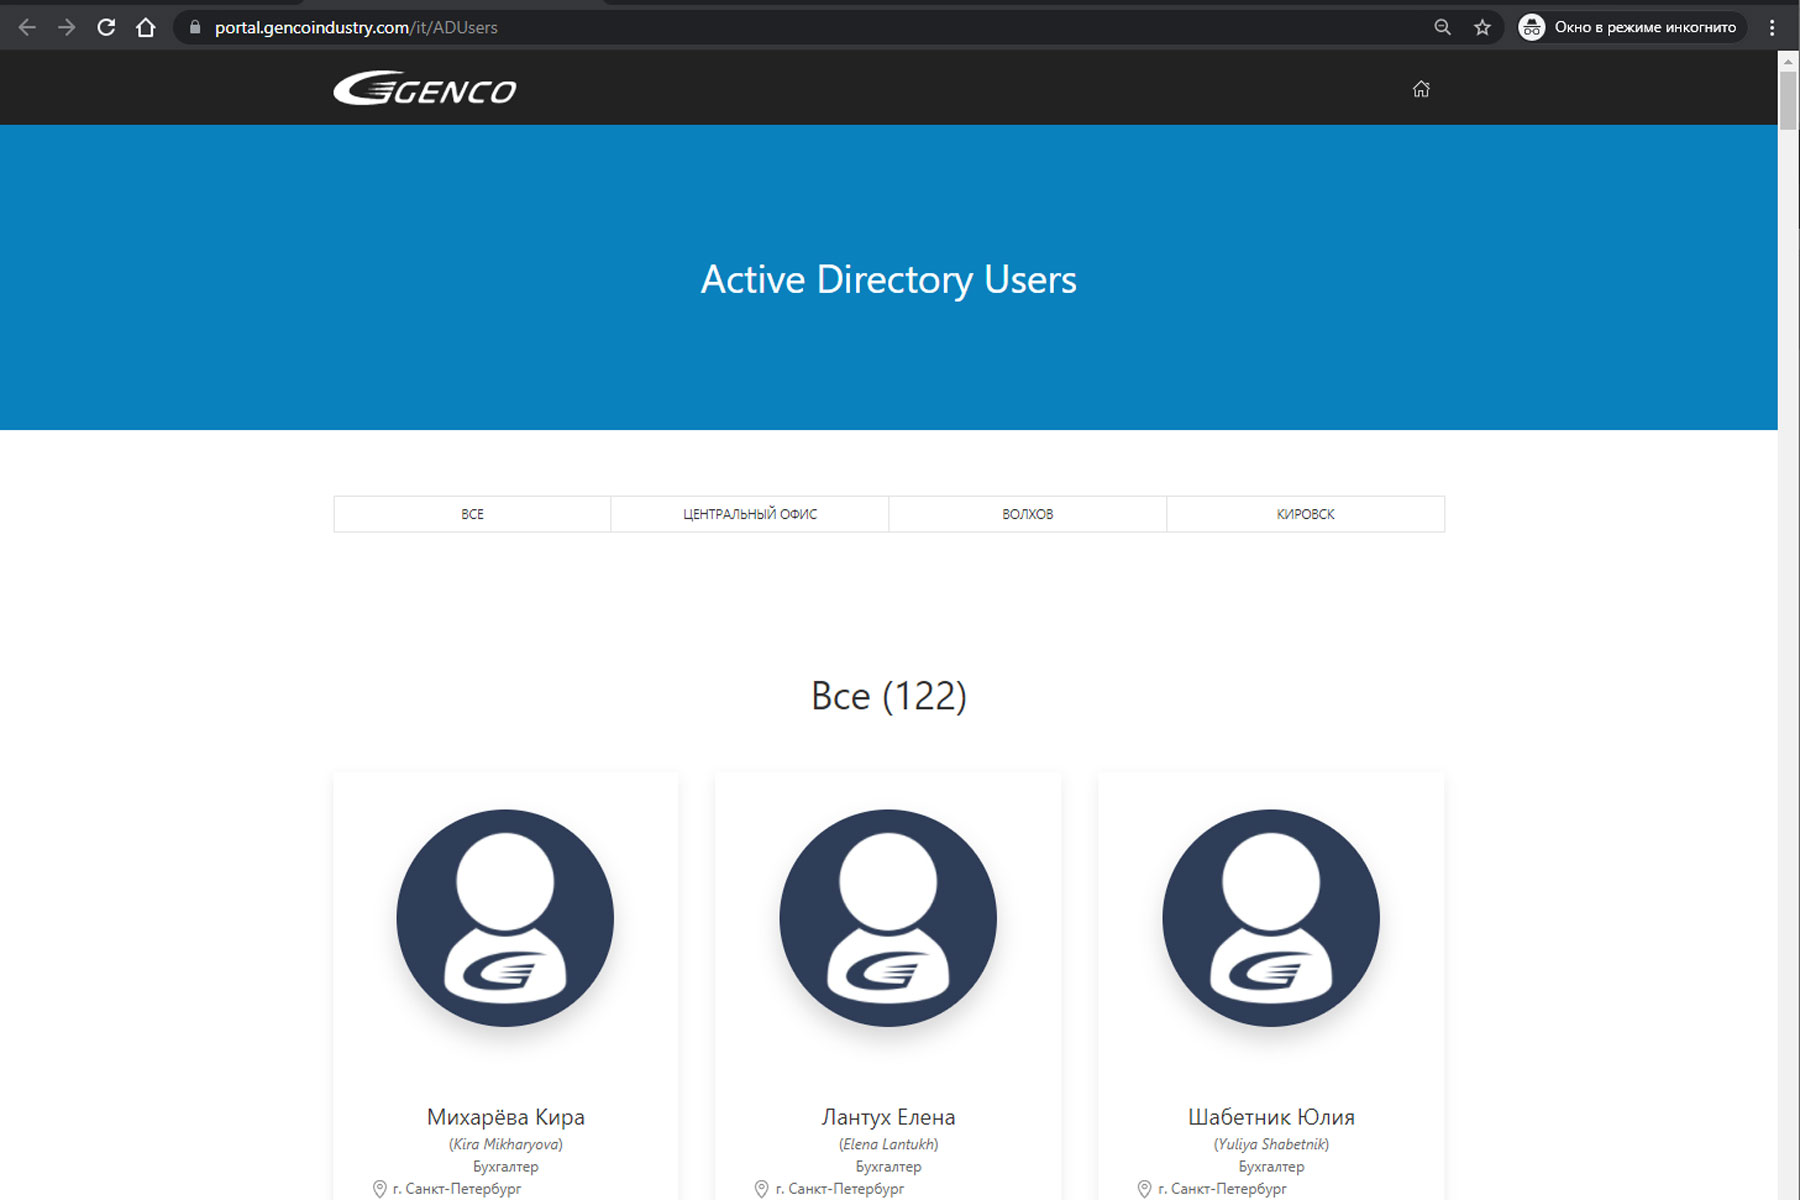 portal.gencoindustry.com/it/ADUsers
Окно в режиме инкогнито
GENCO
Active Directory Users
ВСЕ ЦЕНТРАЛЬНЫЙ ОФИС ВОЛХОВ КИРОВСК
Все (122)
Михарёва Кира Лантух Елена Шабетник Юлия
(Kira Mikharyova) (Elena Lantukh) (Yuliya Shabetnik)
Бухгалтер Бухгалтер Бухгалтер
г. Санкт-Петербург г. Санкт-Петербург г. Санкт-Петербург